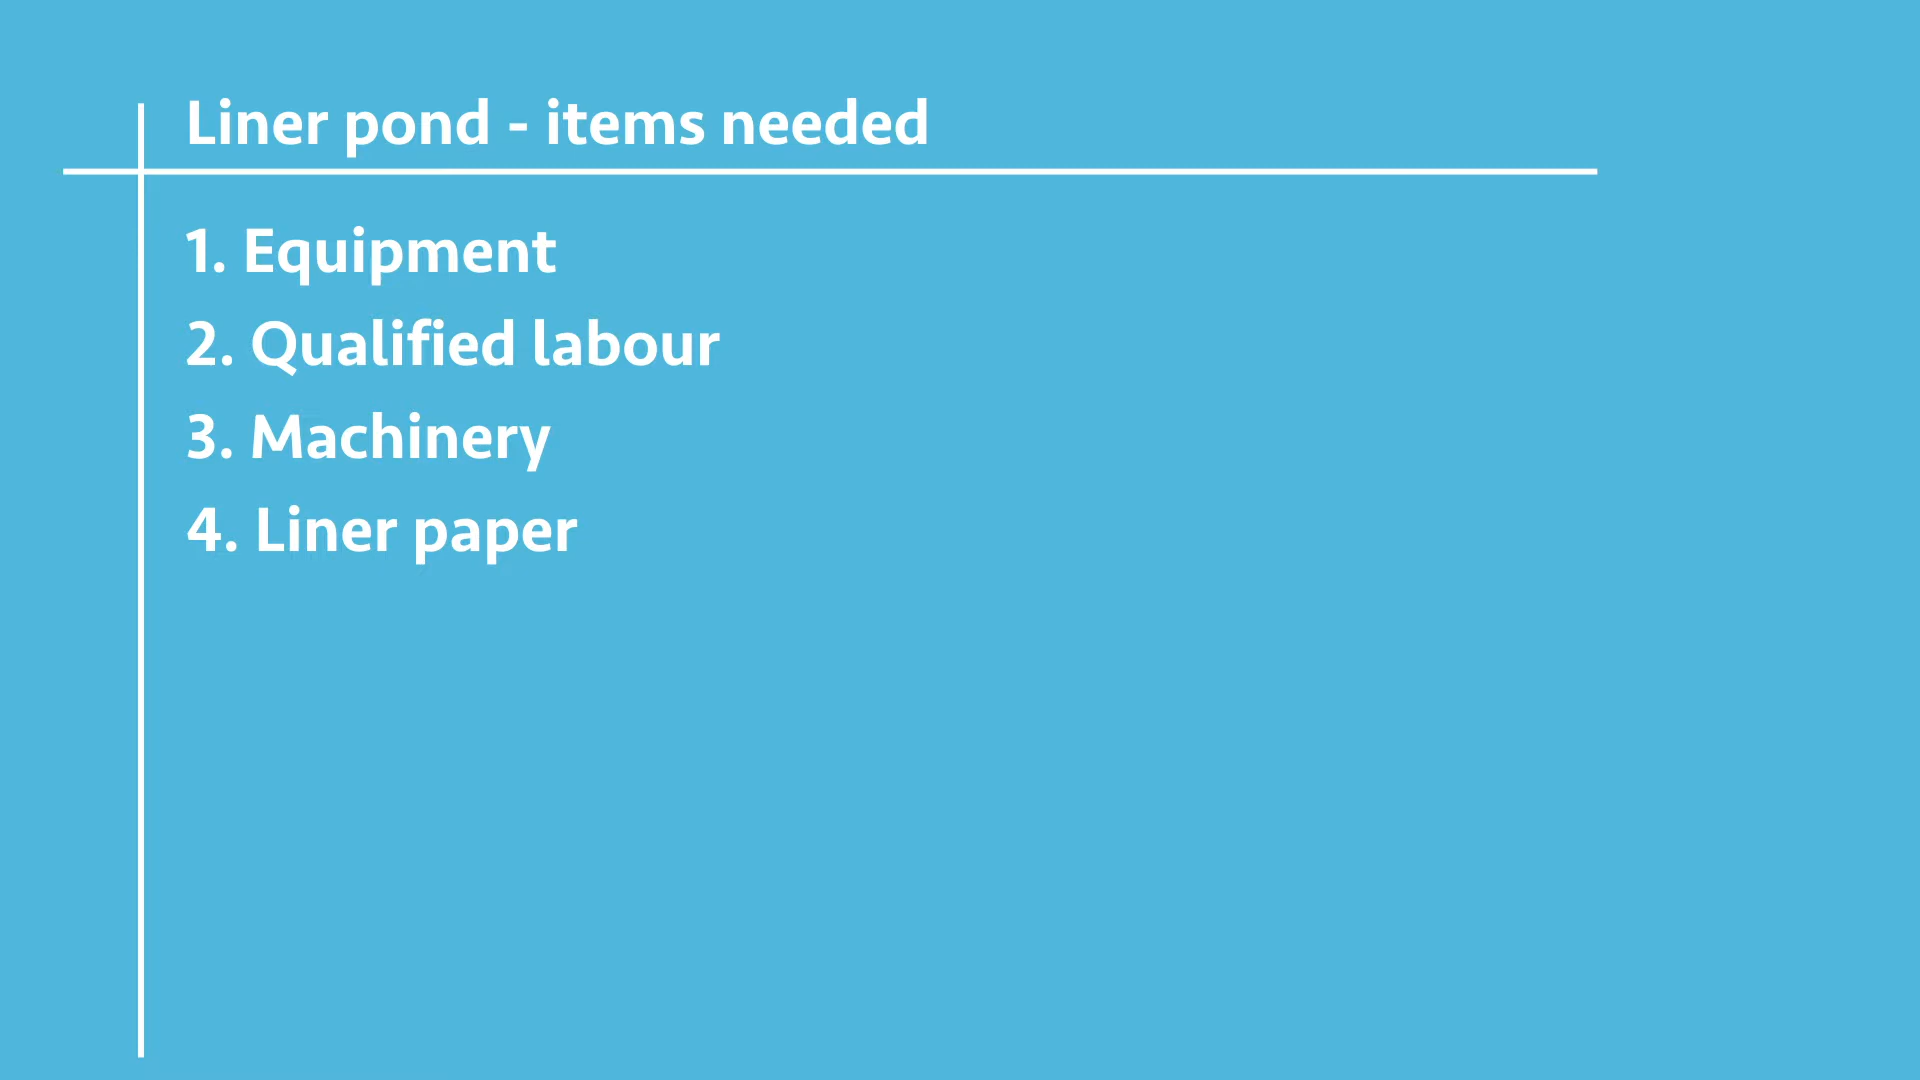 Liner pond - items needed
1. Equipment
2. Qualified labour
3. Machinery
4. Liner paper